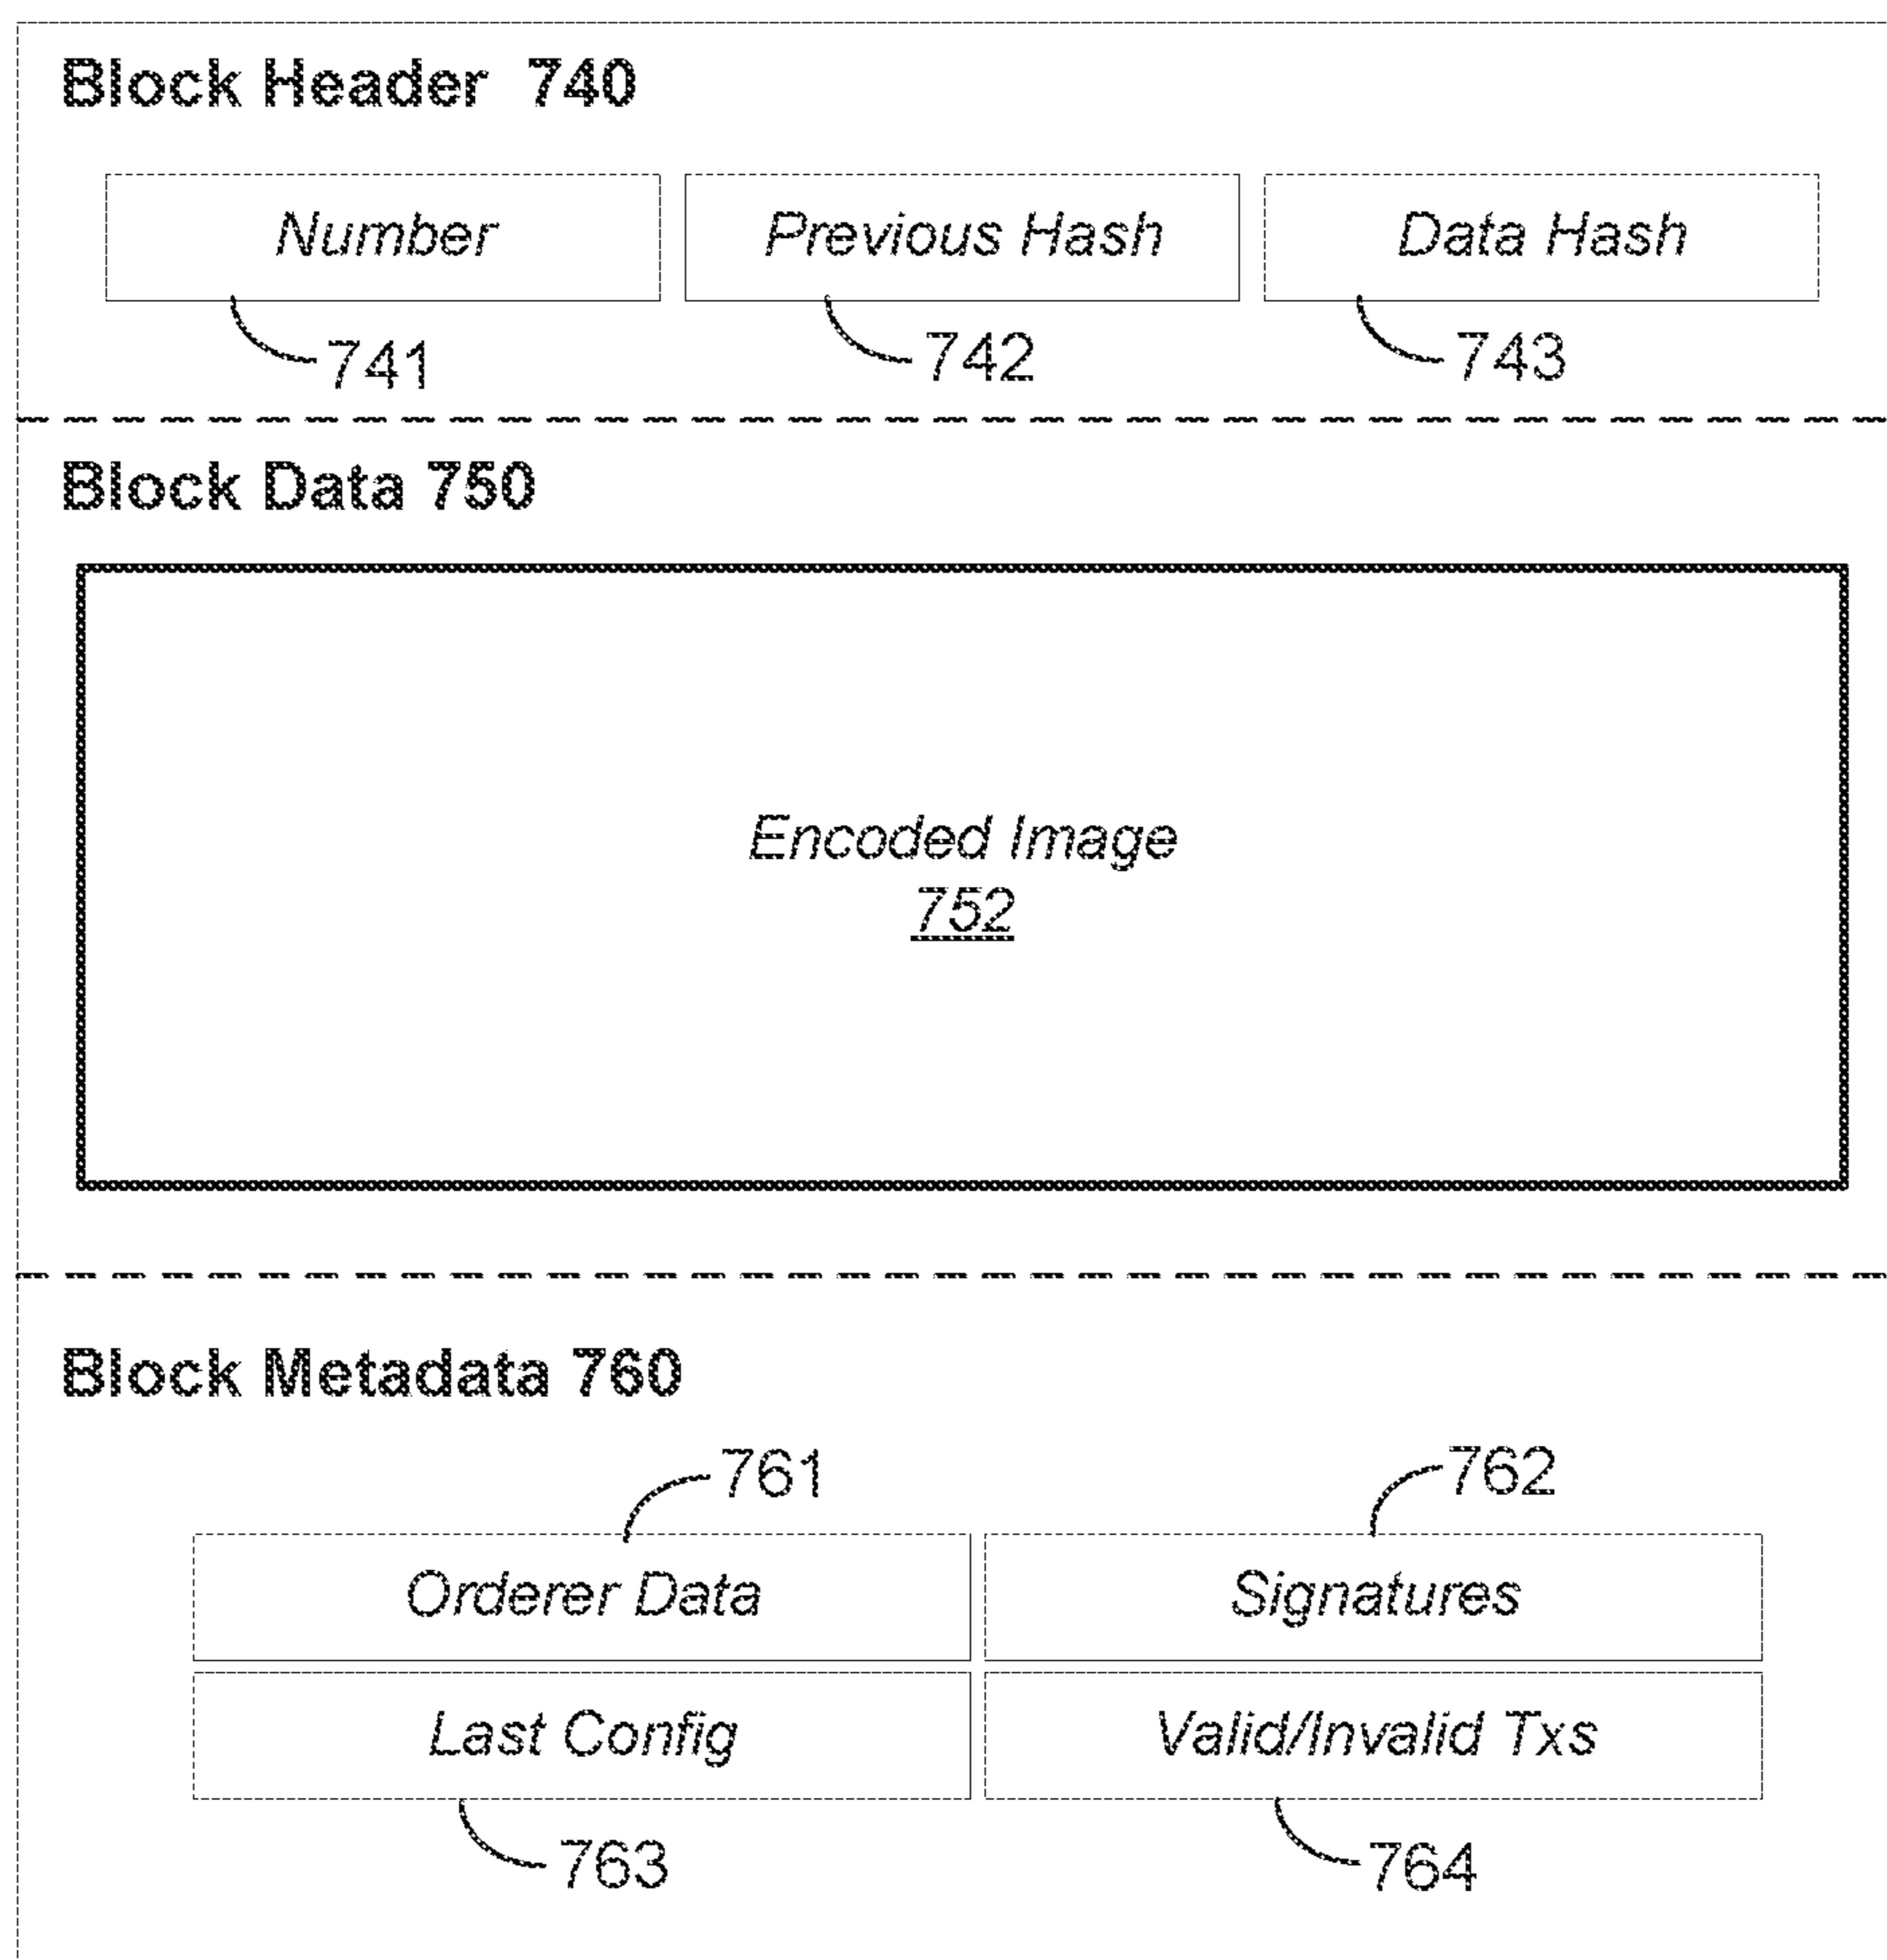 Block Header 740
Number
Previous Hash
Data Hash
741
742
743
Block Data 750
Encoded Image
752
Block Metadata 760
761
762
Orderer Data
Signatures
Last Config
Valid/Invalid Txs
763
764